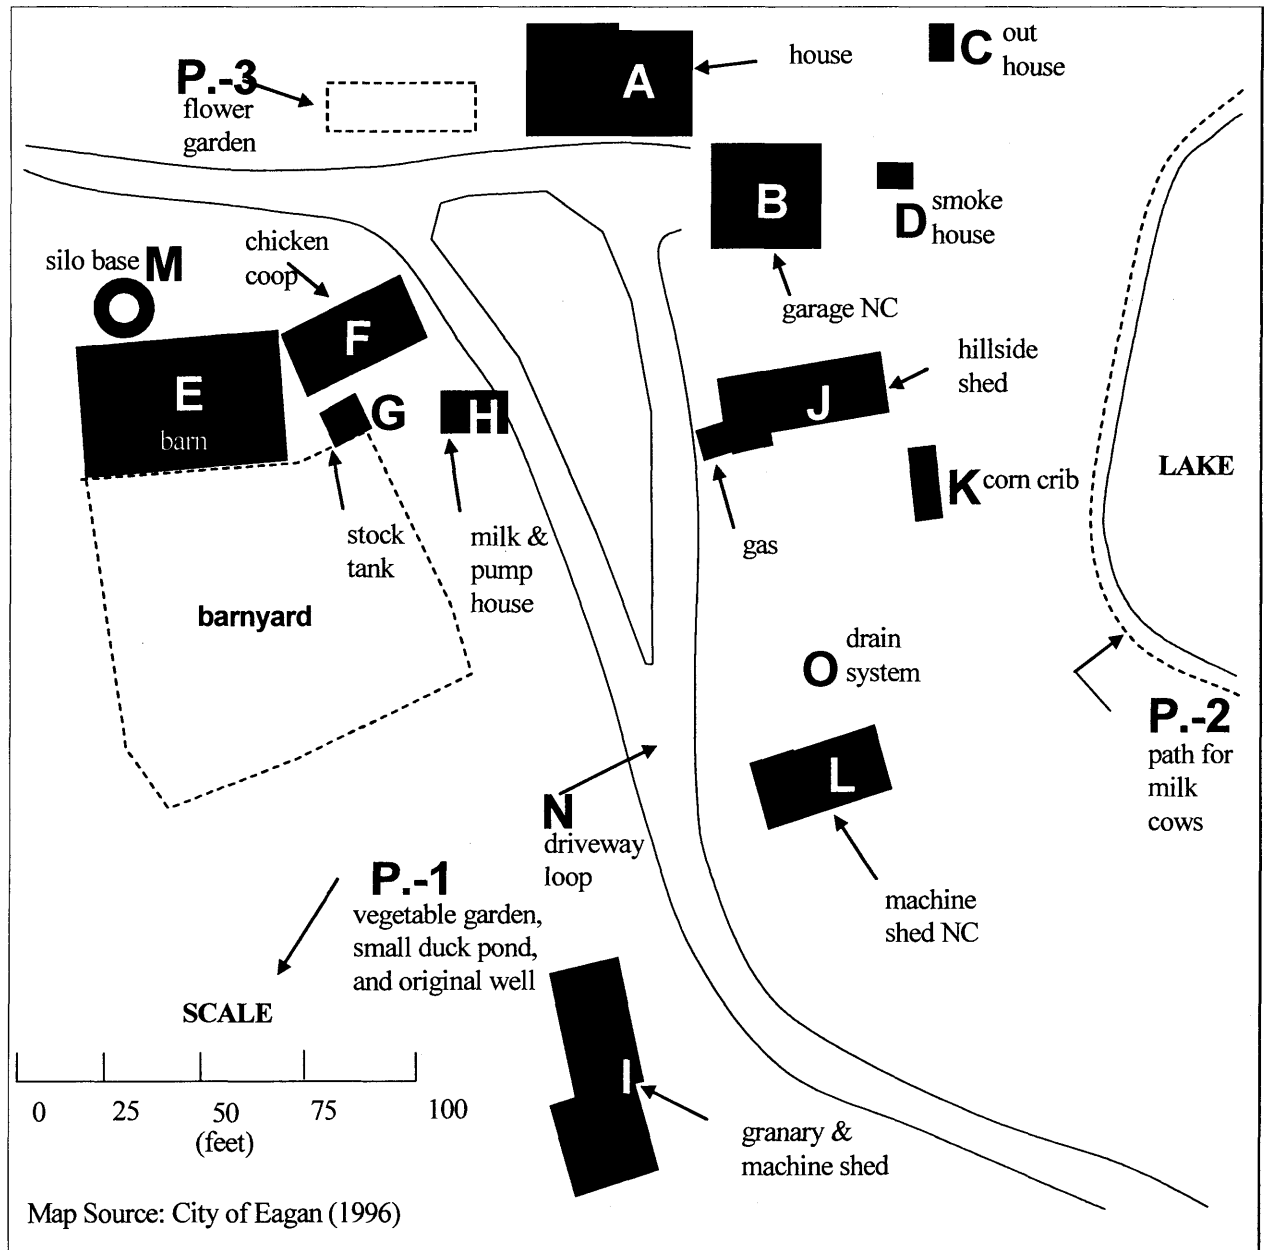 A
house
C
out
house
P.-3
flower
garden
B
D
smoke
house
garage NC
silo base
M
chicken
coop
F
E
barn
G
H
hillside
shed
J
K
corn crib
LAKE
stock
tank
milk &
pump
house
gas
barnyard
O
drain
system
P.-2
path for
milk
cows
L
N
driveway
loop
machine
shed NC
P.-1
vegetable garden,
small duck pond,
and original well
SCALE
0 25 50 75 100
(feet)
I
granary &
machine shed
Map Source: City of Eagan (1996)